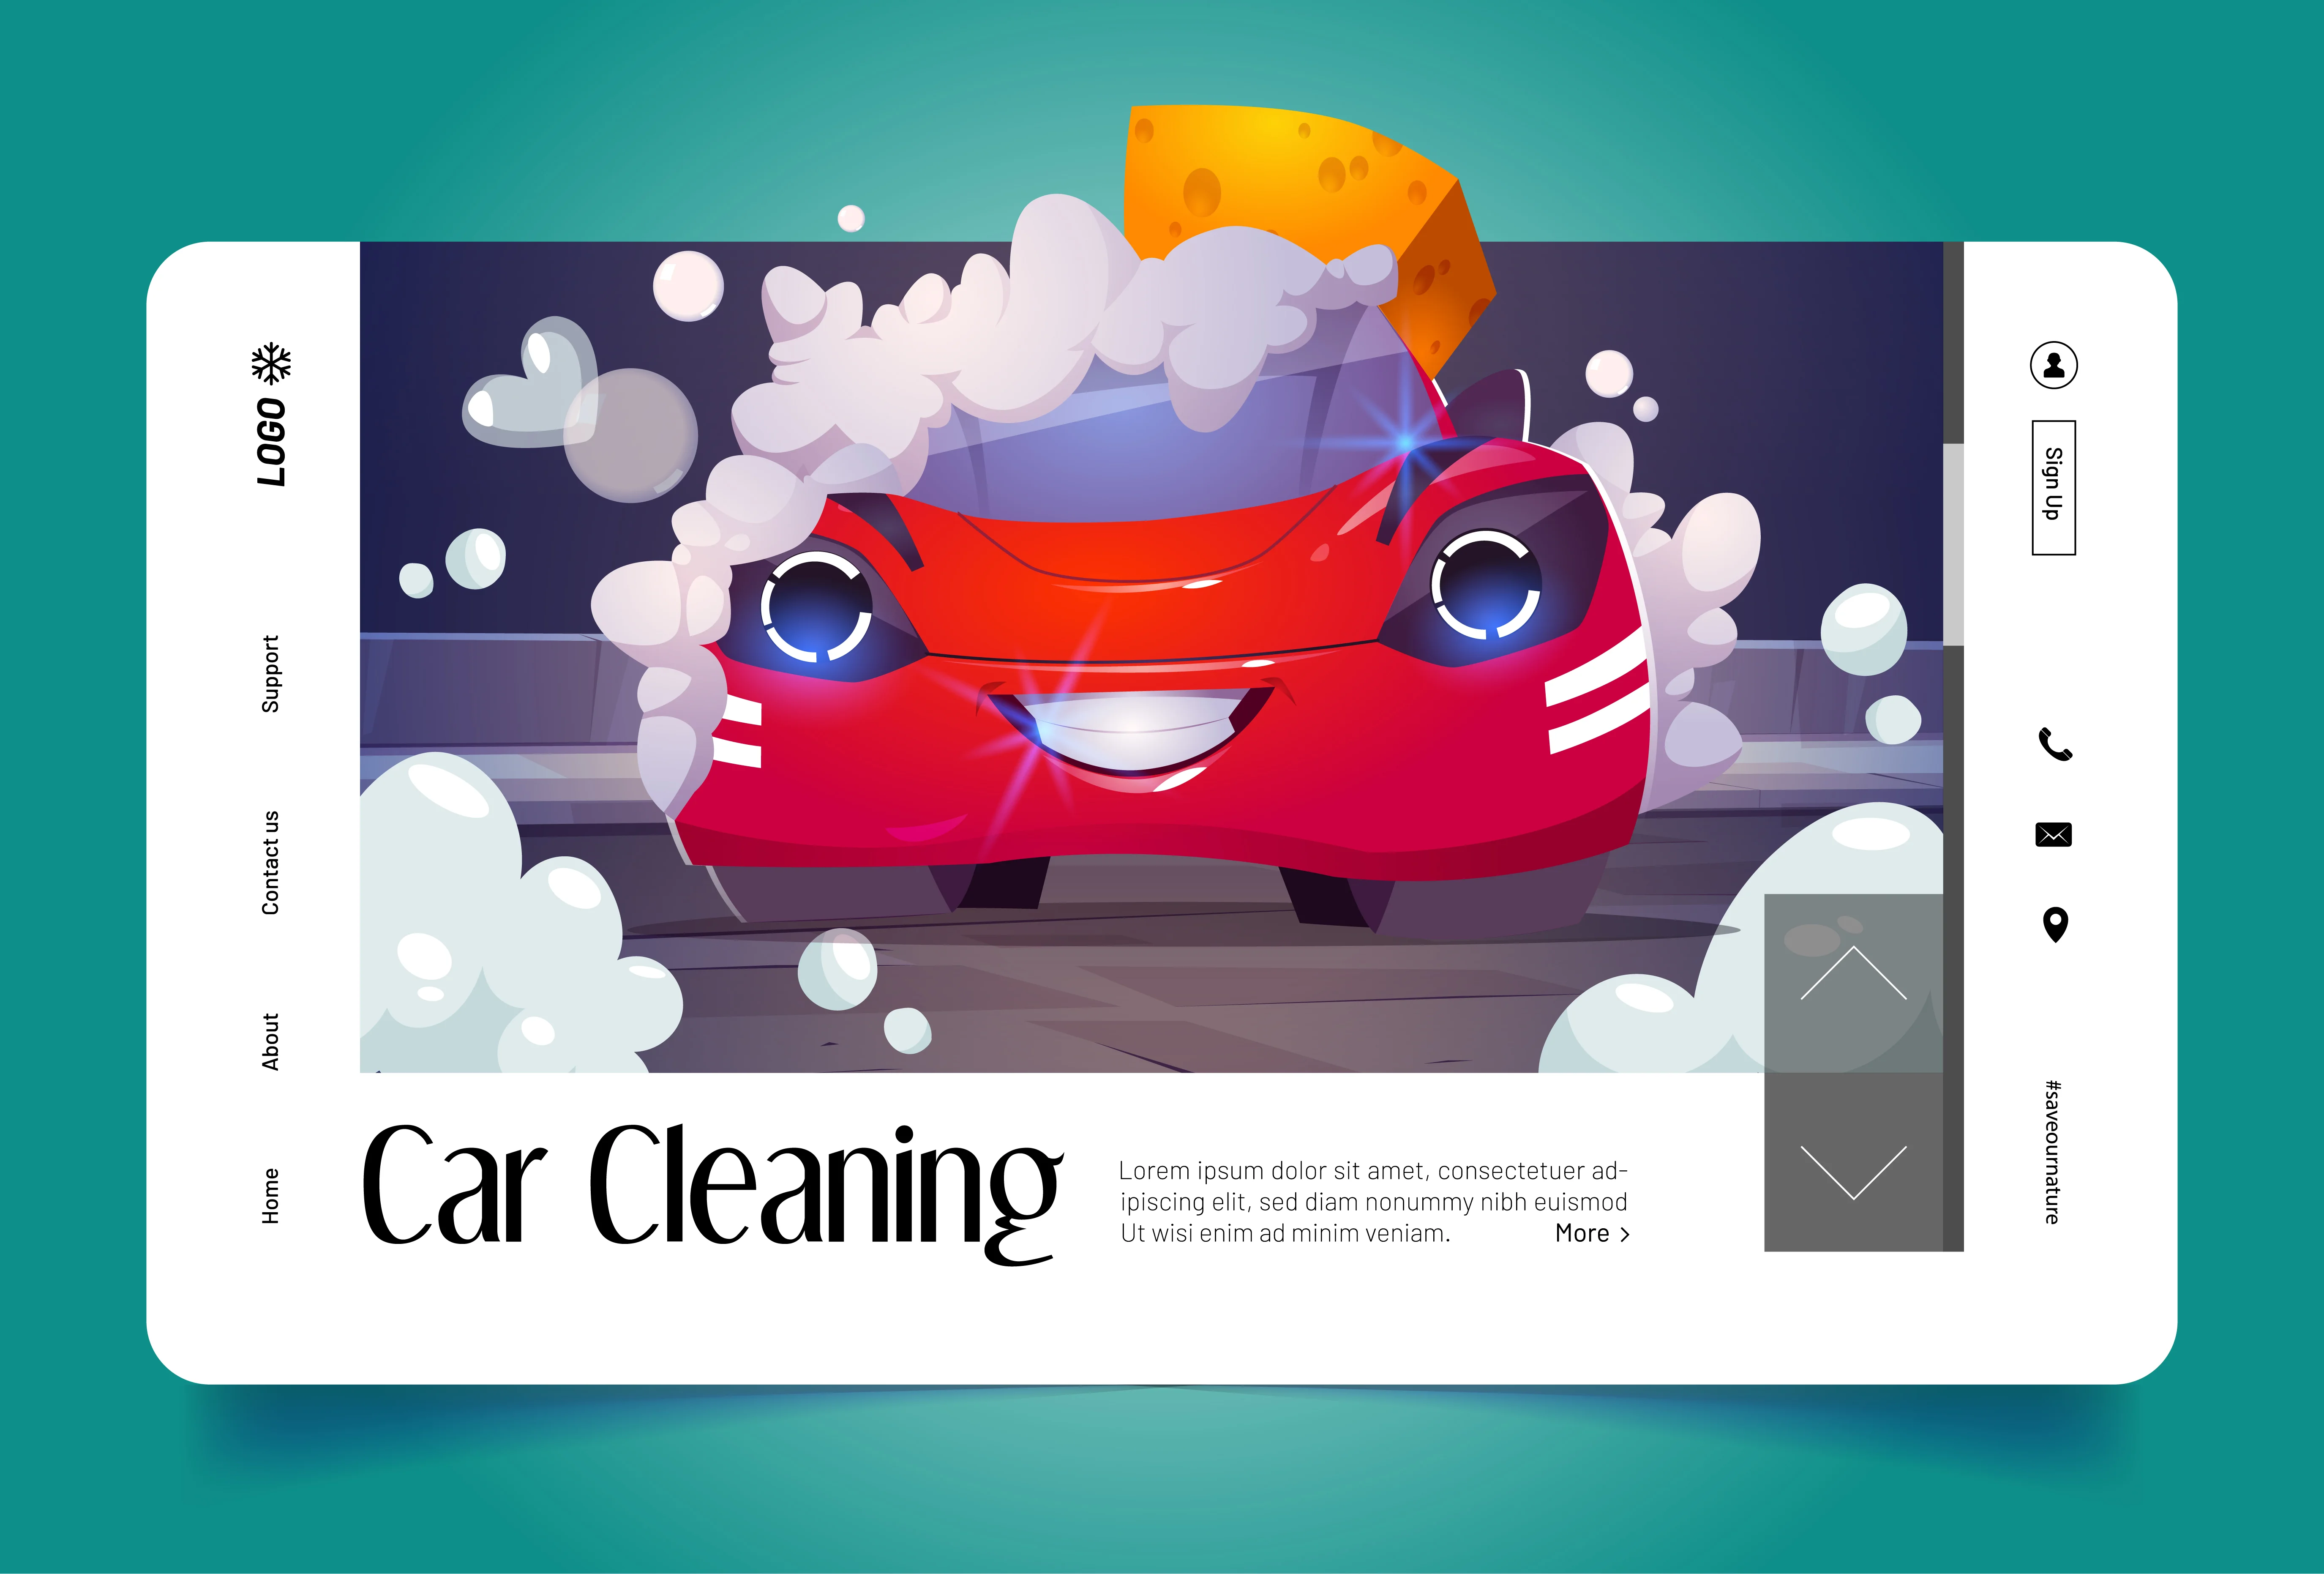 LOGO
Support
Contact us
About
Home
Sign Up
#saveournature
Car Cleaning
Lorem ipsum dolor sit amet, consectetuer ad-
ipiscing elit, sed diam nonummy nibh euismod
Ut wisi enim ad minim veniam.
More >